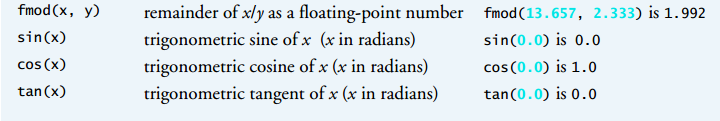 fmod(x, y) remainder of x/y as a floating-point number fmod(13.657, 2.333) is 1.992
sin(x) trigonometric sine of x (x in radians) sin(0.0) is 0.0
cos(x) trigonometric cosine of x (x in radians) cos(0.0) is 1.0
tan(x) trigonometric tangent of x (x in radians) tan(0.0) is 0.0